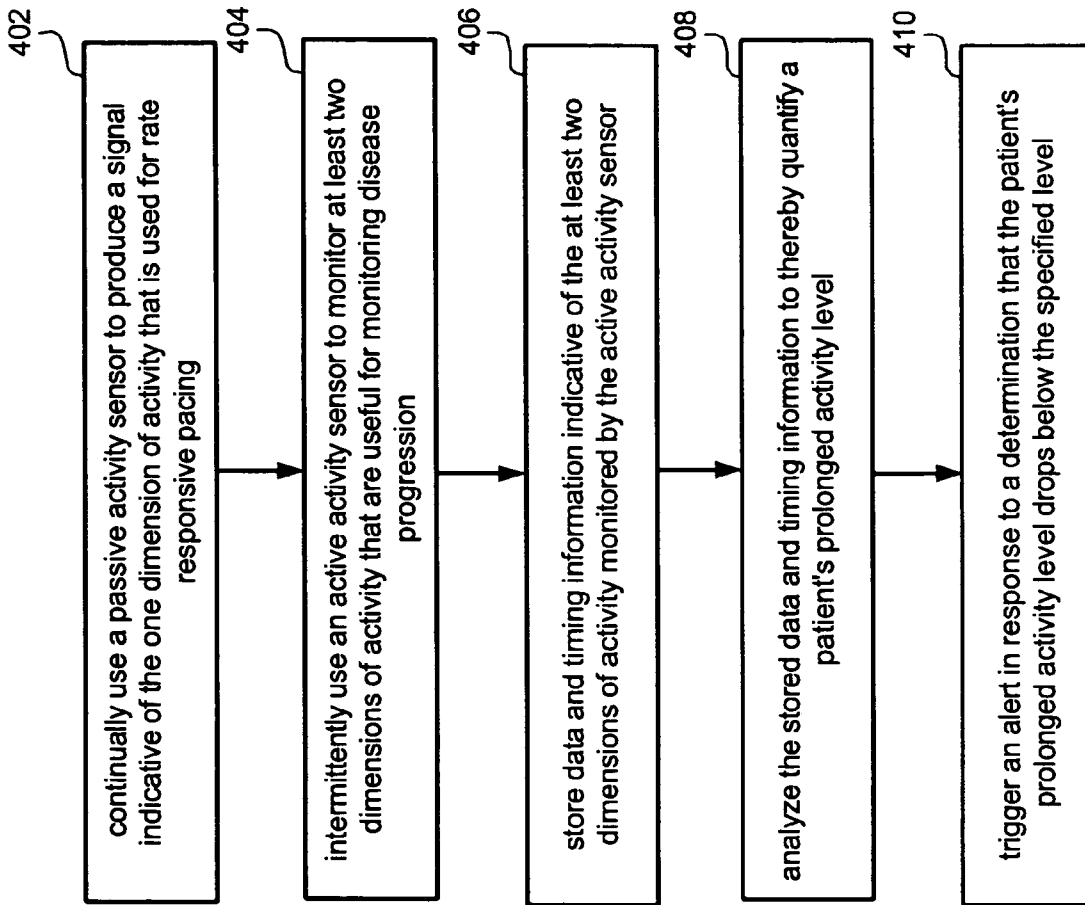 402
continually use a passive activity sensor to produce a signal
indicative of the one dimension of activity that is used for rate
responsive pacing
404
intermittently use an active activity sensor to monitor at least two
dimensions of activity that are useful for monitoring disease
progression
406
store data and timing information indicative of the at least two
dimensions of activity monitored by the active activity sensor
408
analyze the stored data and timing information to thereby quantify a
patient's prolonged activity level
410
trigger an alert in response to a determination that the patient's
prolonged activity level drops below the specified level